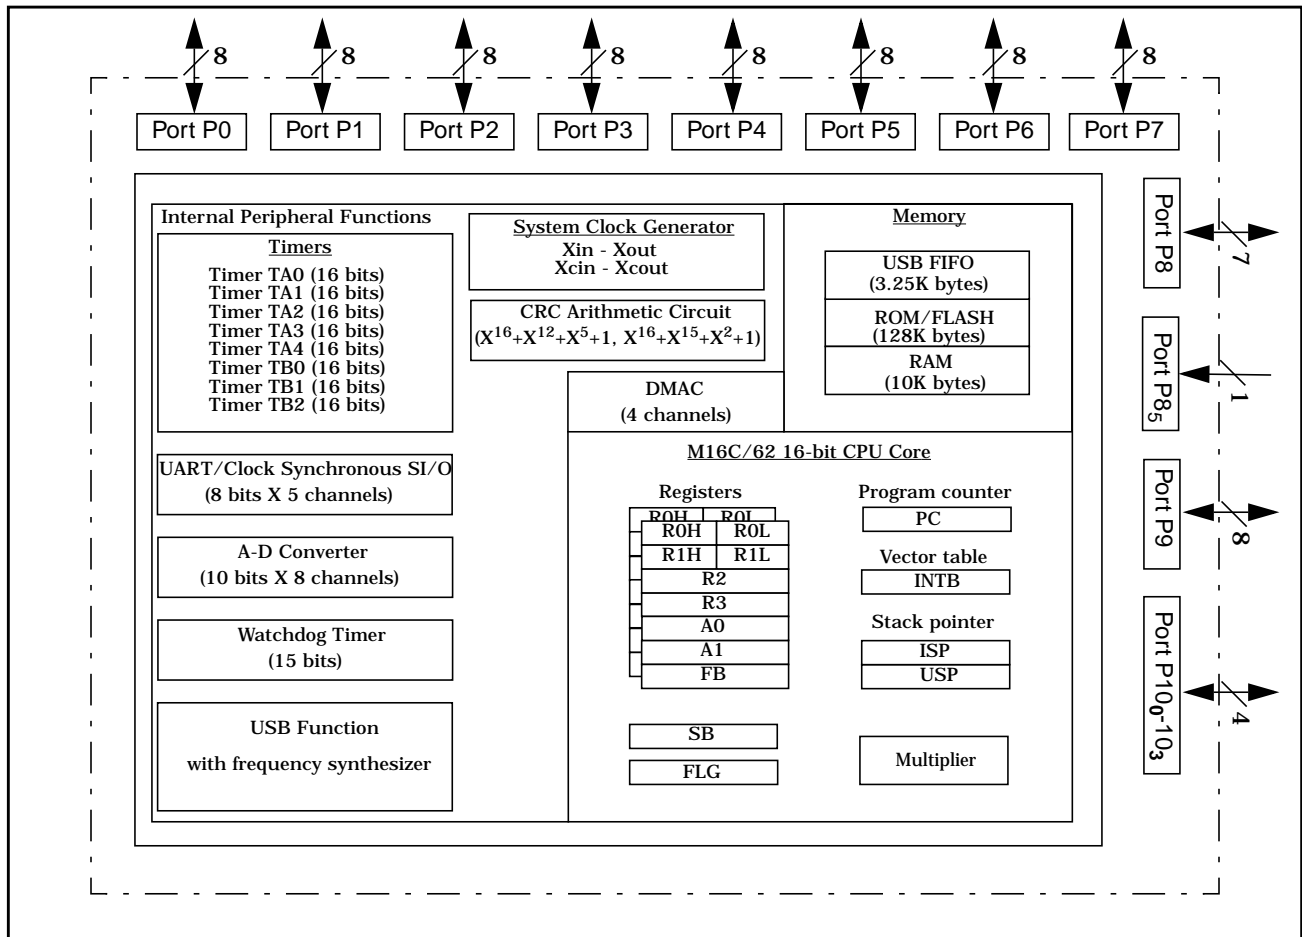 8 8 8 8 8 8 8 8
Port P0 Port P1 Port P2 Port P3 Port P4 Port P5 Port P6 Port P7
Internal Peripheral Functions
Timers
Timer TA0 (16 bits)
Timer TA1 (16 bits)
Timer TA2 (16 bits)
Timer TA3 (16 bits)
Timer TA4 (16 bits)
Timer TB0 (16 bits)
Timer TB1 (16 bits)
Timer TB2 (16 bits)
UART/Clock Synchronous SI/O
(8 bits X 5 channels)
A-D Converter
(10 bits X 8 channels)
Watchdog Timer
(15 bits)
USB Function
with frequency synthesizer
System Clock Generator
Xin - Xout
Xcin - Xcout
CRC Arithmetic Circuit
(X¹⁶+X¹²+X⁵+1, X¹⁶+X¹⁵+X²+1)
DMAC
(4 channels)
Memory
USB FIFO
(3.25K bytes)
ROM/FLASH
(128K bytes)
RAM
(10K bytes)
M16C/62 16-bit CPU Core
Registers
R0H R0L
R0H R0L
R1H R1L
R2
R3
A0
A1
FB
SB
FLG
Program counter
PC
Vector table
INTB
Stack pointer
ISP
USP
Multiplier
Port P8
7
Port P8₅
1
Port P9
8
Port P10₀-10₃
4